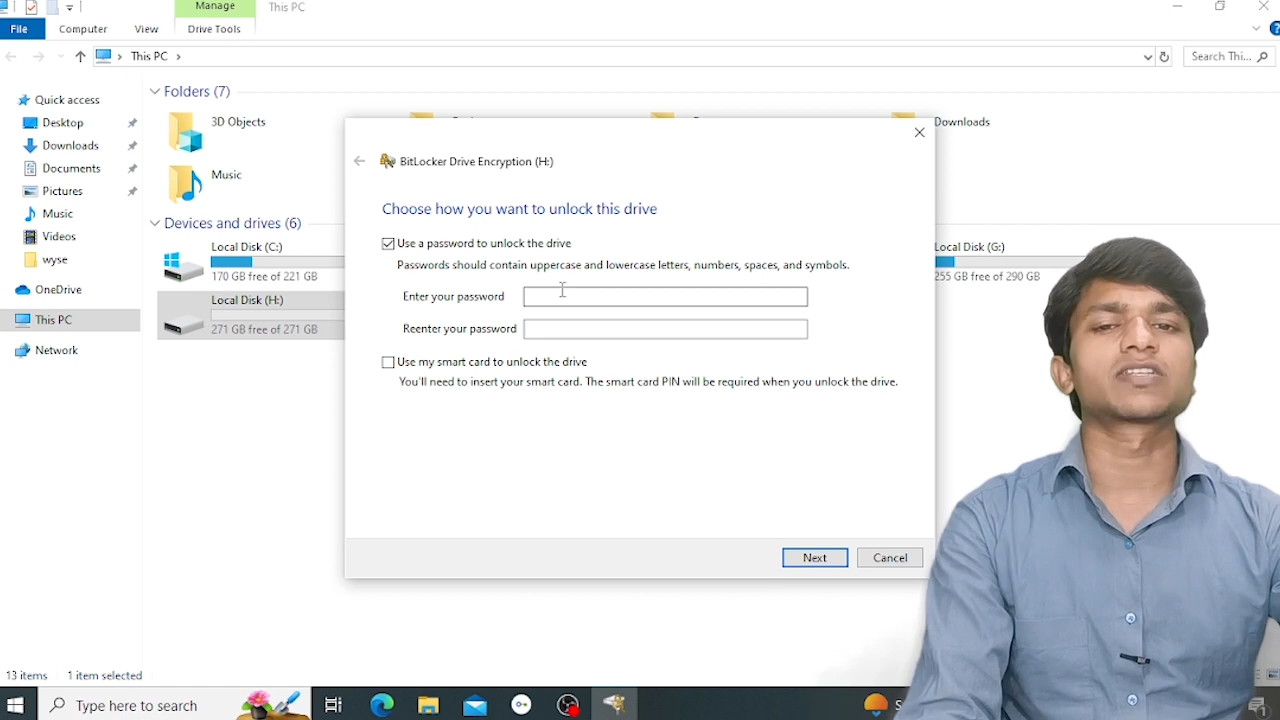 Manage
This PC
File
Computer
View
Drive Tools
This PC
Search Thi...
Quick access
Desktop
Downloads
Documents
Pictures
Music
Videos
wyse
OneDrive
This PC
Network
Folders (7)
3D Objects
Downloads
Music
Devices and drives (6)
Local Disk (C:)
170 GB free of 221 GB
Local Disk (H:)
271 GB free of 271 GB
Local Disk (G:)
255 GB free of 290 GB
BitLocker Drive Encryption (H:)
Choose how you want to unlock this drive
Use a password to unlock the drive
Passwords should contain uppercase and lowercase letters, numbers, spaces, and symbols.
Enter your password
Reenter your password
Use my smart card to unlock the drive
You'll need to insert your smart card. The smart card PIN will be required when you unlock the drive.
Next
Cancel
13 items
1 item selected
Type here to search